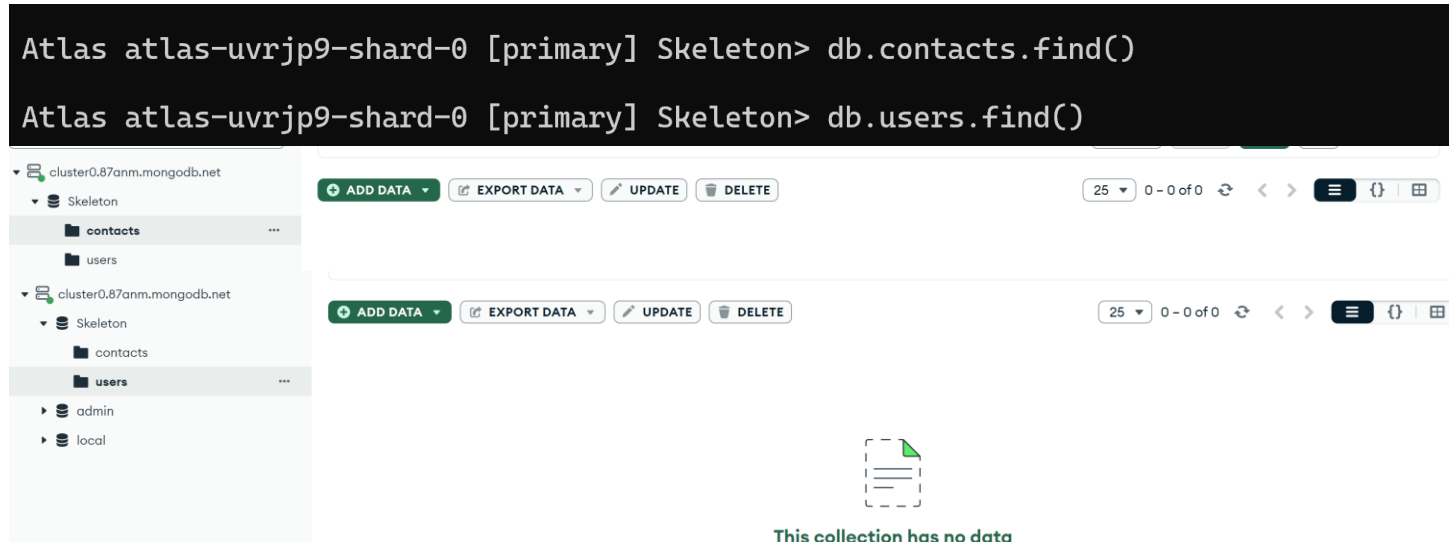 Atlas atlas-uvrjp9-shard-0 [primary] Skeleton> db.contacts.find()
Atlas atlas-uvrjp9-shard-0 [primary] Skeleton> db.users.find()
cluster0.87anm.mongodb.net
ADD DATA EXPORT DATA UPDATE DELETE 25 0 – 0 of 0 {}
Skeleton
contacts
users
cluster0.87anm.mongodb.net
ADD DATA EXPORT DATA UPDATE DELETE 25 0 – 0 of 0 {}
Skeleton
contacts
users
admin
local
This collection has no data